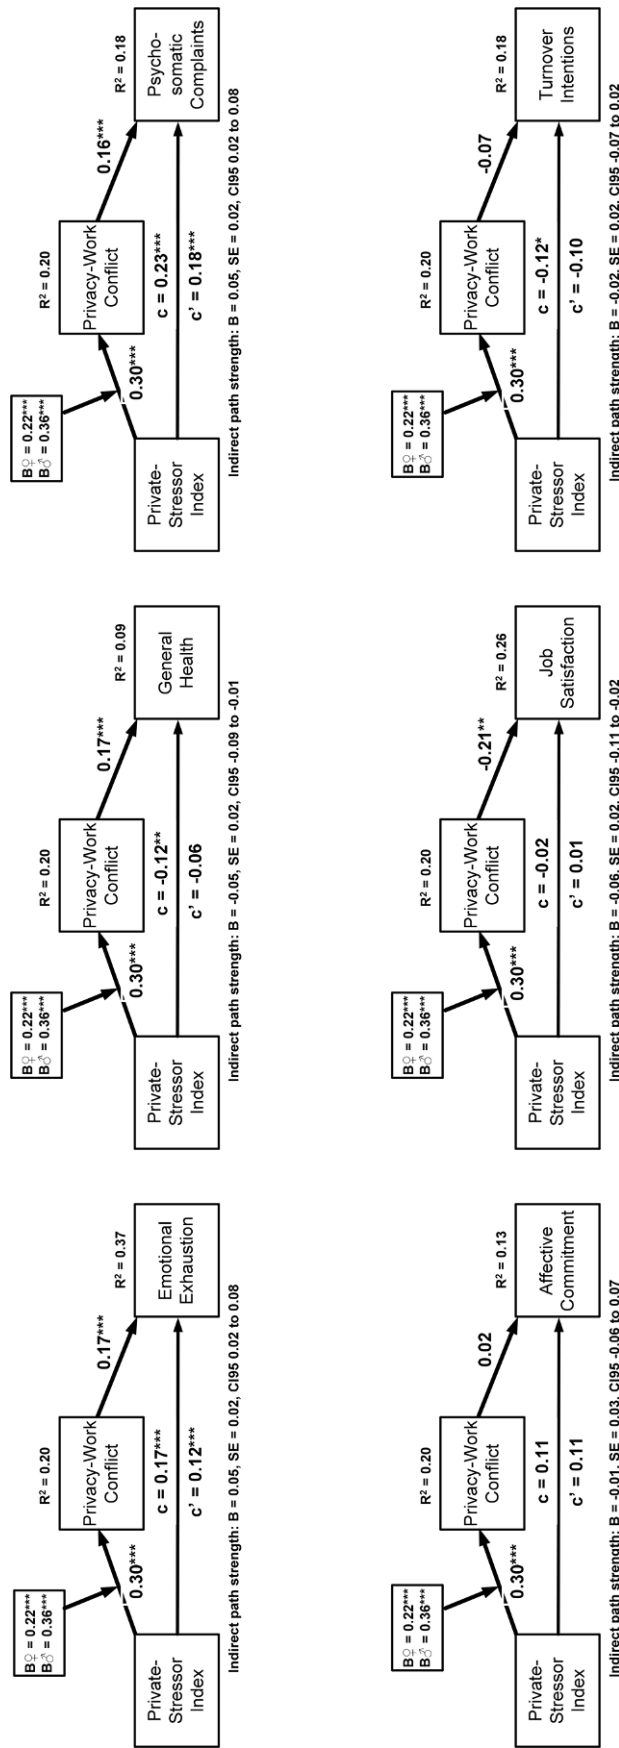 B♀ = 0.22***
B♂ = 0.36***
R² = 0.20
Privacy-Work
Conflict
R² = 0.37
0.30***
0.17***
Private-
Stressor
Index
c = 0.17***
c' = 0.12***
Emotional
Exhaustion
Indirect path strength: B = 0.05, SE = 0.02, CI95 0.02 to 0.08
B♀ = 0.22***
B♂ = 0.36***
R² = 0.20
Privacy-Work
Conflict
R² = 0.09
0.30***
0.17***
Private-
Stressor
Index
c = -0.12**
c' = -0.06
General
Health
Indirect path strength: B = -0.05, SE = 0.02, CI95 -0.09 to -0.01
B♀ = 0.22***
B♂ = 0.36***
R² = 0.20
Privacy-Work
Conflict
R² = 0.18
0.30***
0.16***
Private-
Stressor
Index
c = 0.23***
c' = 0.18***
Psycho-
somatic
Complaints
Indirect path strength: B = 0.05, SE = 0.02, CI95 0.02 to 0.08
B♀ = 0.22***
B♂ = 0.36***
R² = 0.20
Privacy-Work
Conflict
R² = 0.13
0.30***
0.02
Private-
Stressor
Index
c = 0.11
c' = 0.11
Affective
Commitment
Indirect path strength: B = -0.01, SE = 0.03, CI95 -0.06 to 0.07
B♀ = 0.22***
B♂ = 0.36***
R² = 0.20
Privacy-Work
Conflict
R² = 0.26
0.30***
-0.21**
Private-
Stressor
Index
c = -0.02
c' = 0.01
Job
Satisfaction
Indirect path strength: B = -0.06, SE = 0.02, CI95 -0.11 to -0.02
B♀ = 0.22***
B♂ = 0.36***
R² = 0.20
Privacy-Work
Conflict
R² = 0.18
0.30***
-0.07
Private-
Stressor
Index
c = -0.12*
c' = -0.10
Turnover
Intentions
Indirect path strength: B = -0.02, SE = 0.02, CI95 -0.07 to 0.02